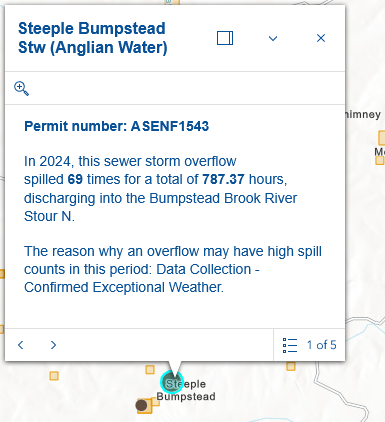 Steeple Bumpstead
Stw (Anglian Water)
Permit number: ASENF1543
In 2024, this sewer storm overflow
spilled 69 times for a total of 787.37 hours,
discharging into the Bumpstead Brook River
Stour N.
The reason why an overflow may have high spill
counts in this period: Data Collection -
Confirmed Exceptional Weather.
1 of 5
Steeple
Bumpstead